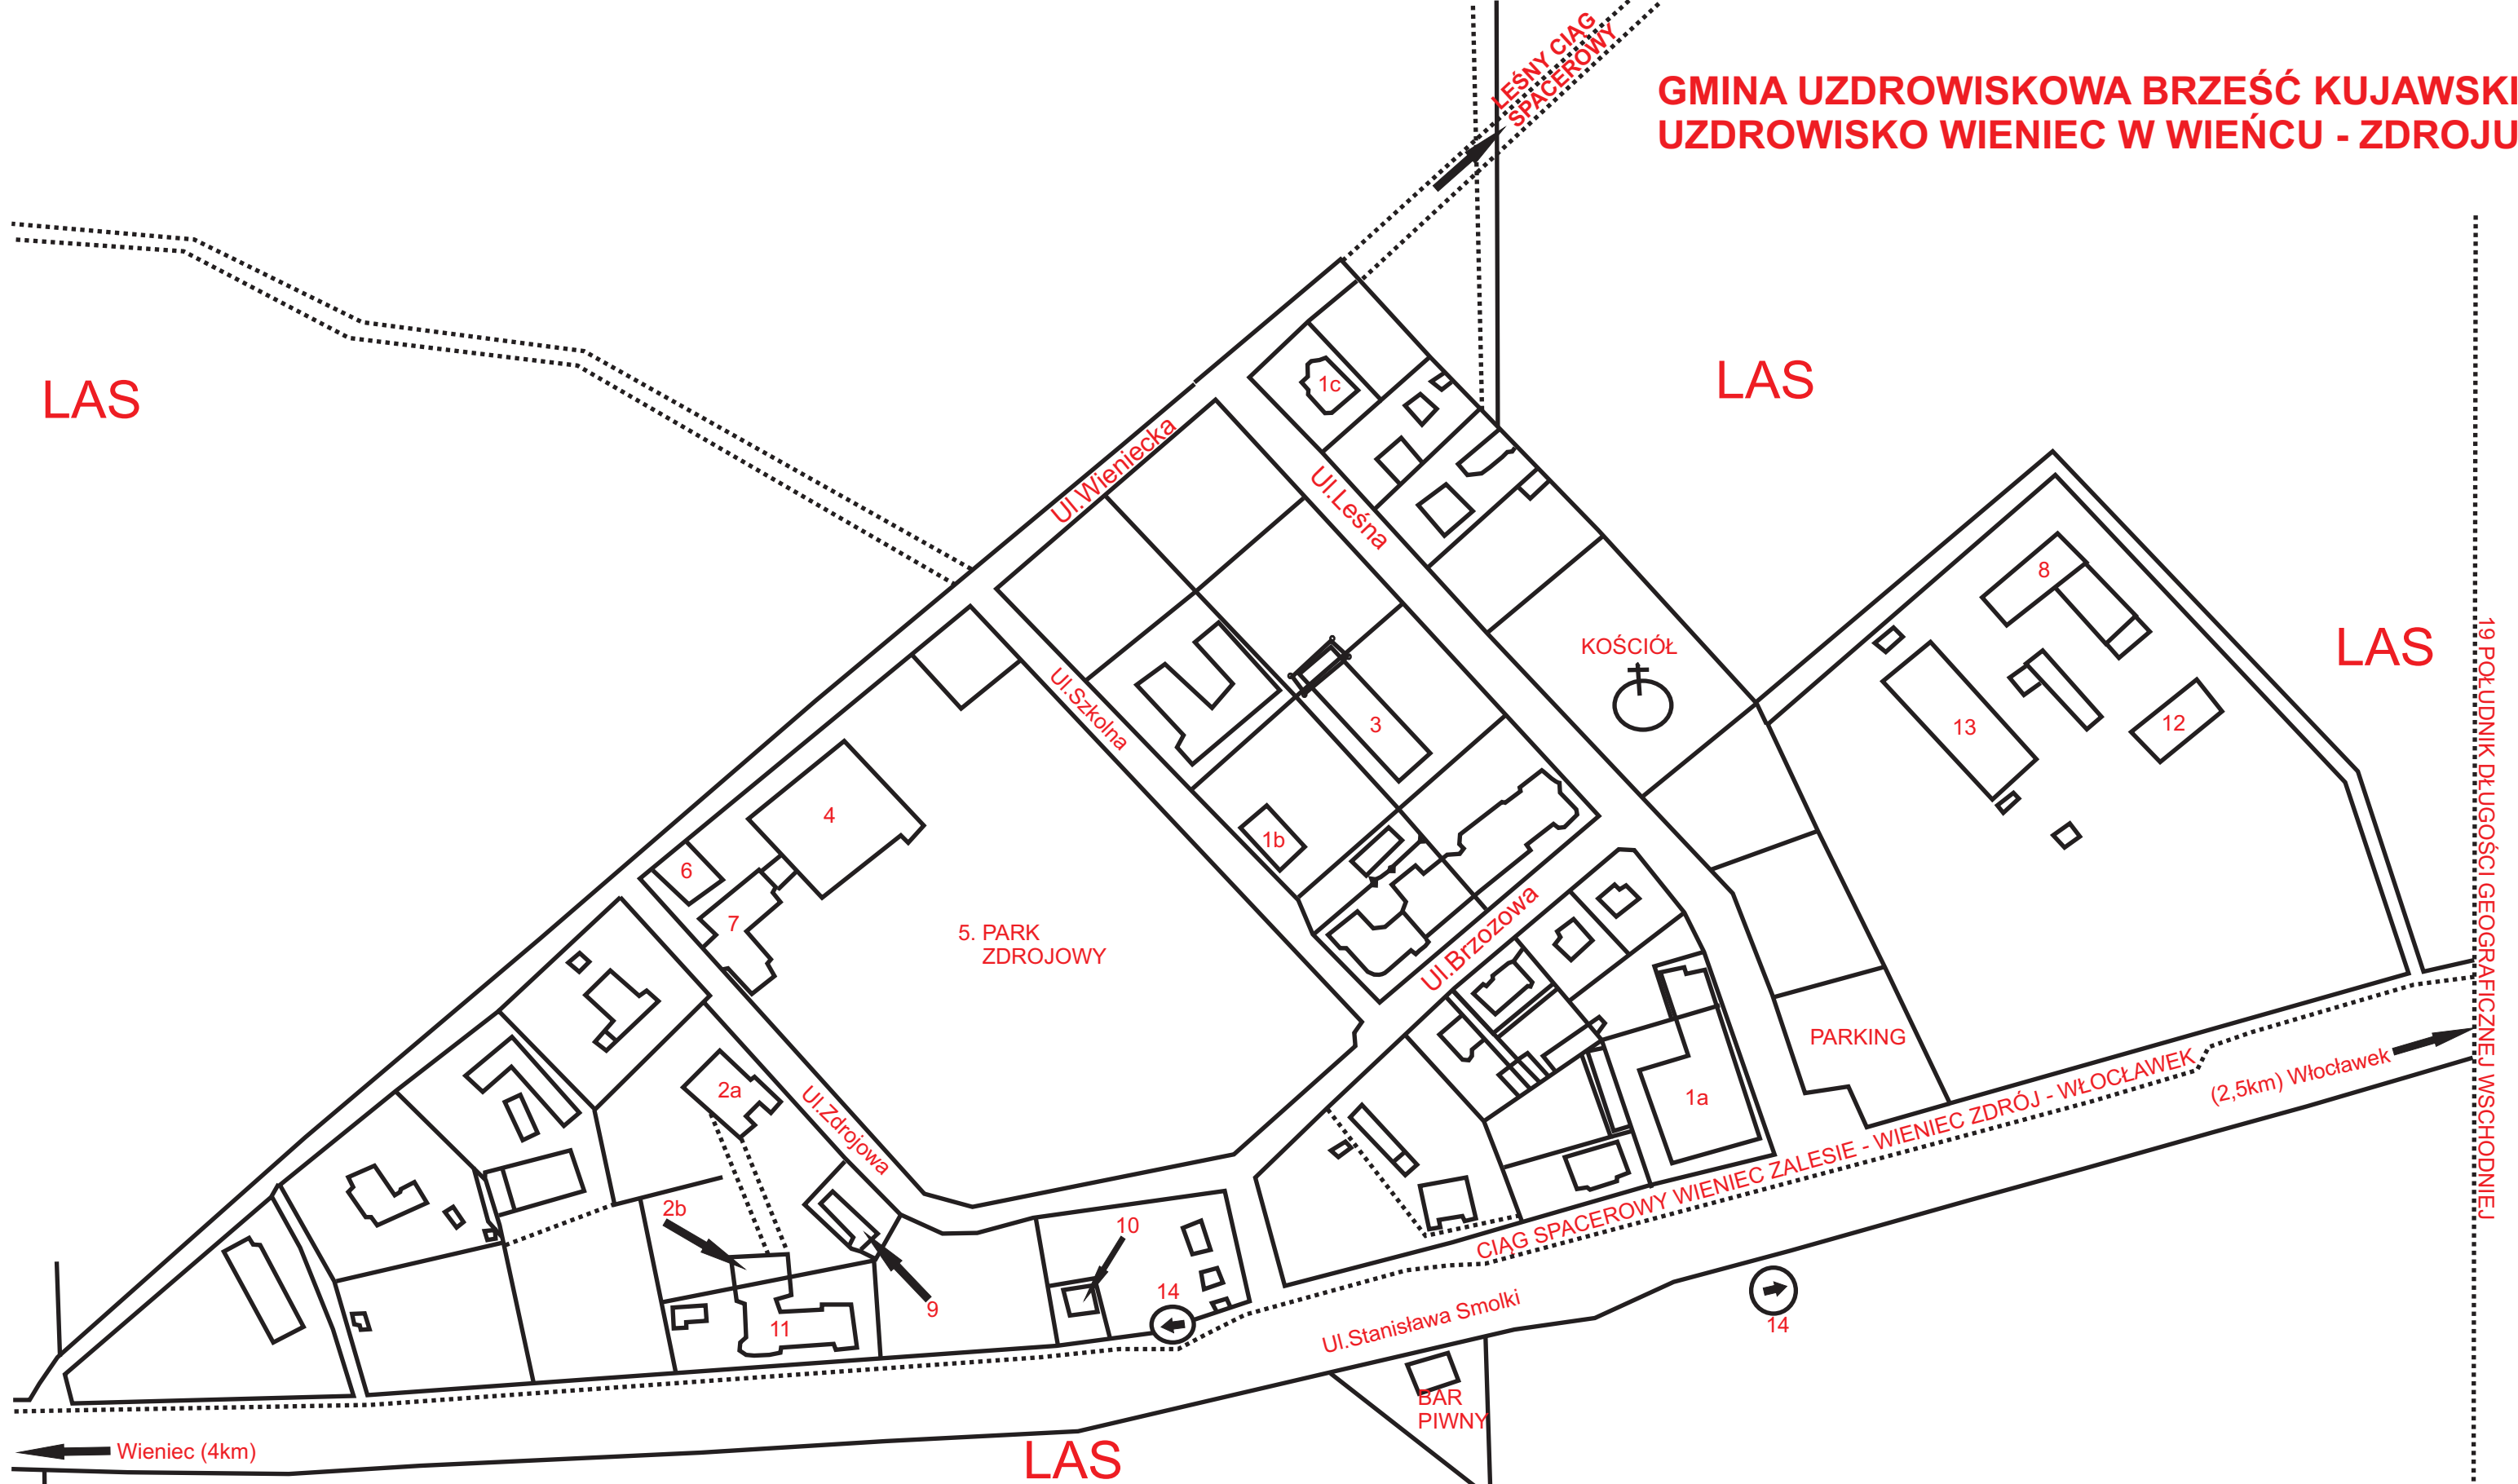 LEŚNY CIĄG
SPACEROWY
GMINA UZDROWISKOWA BRZEŚĆ KUJAWSKI
UZDROWISKO WIENIEC W WIEŃCU - ZDROJU
LAS
LAS
1c
Ul.Wieniecka
Ul.Leśna
8
KOŚCIÓŁ
LAS
19 POŁUDNIK DŁUGOŚCI GEOGRAFICZNEJ WSCHODNIEJ
Ul.Szkolna
3
13
12
4
1b
6
7
5. PARK
ZDROJOWY
Ul.Brzozowa
PARKING
2a
Ul.Zdrojowa
1a
(2,5km) Włocławek
CIĄG SPACEROWY WIENIEC ZALESIE - WIENIEC ZDRÓJ - WŁOCŁAWEK
2b
10
14
9
11
Ul.Stanisława Smolki
14
BAR
PIWNY
Wieniec (4km)
LAS